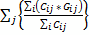 ∑ⱼ{∑ᵢ(Cᵢⱼ * Gᵢⱼ) / ∑ᵢ Cᵢⱼ}